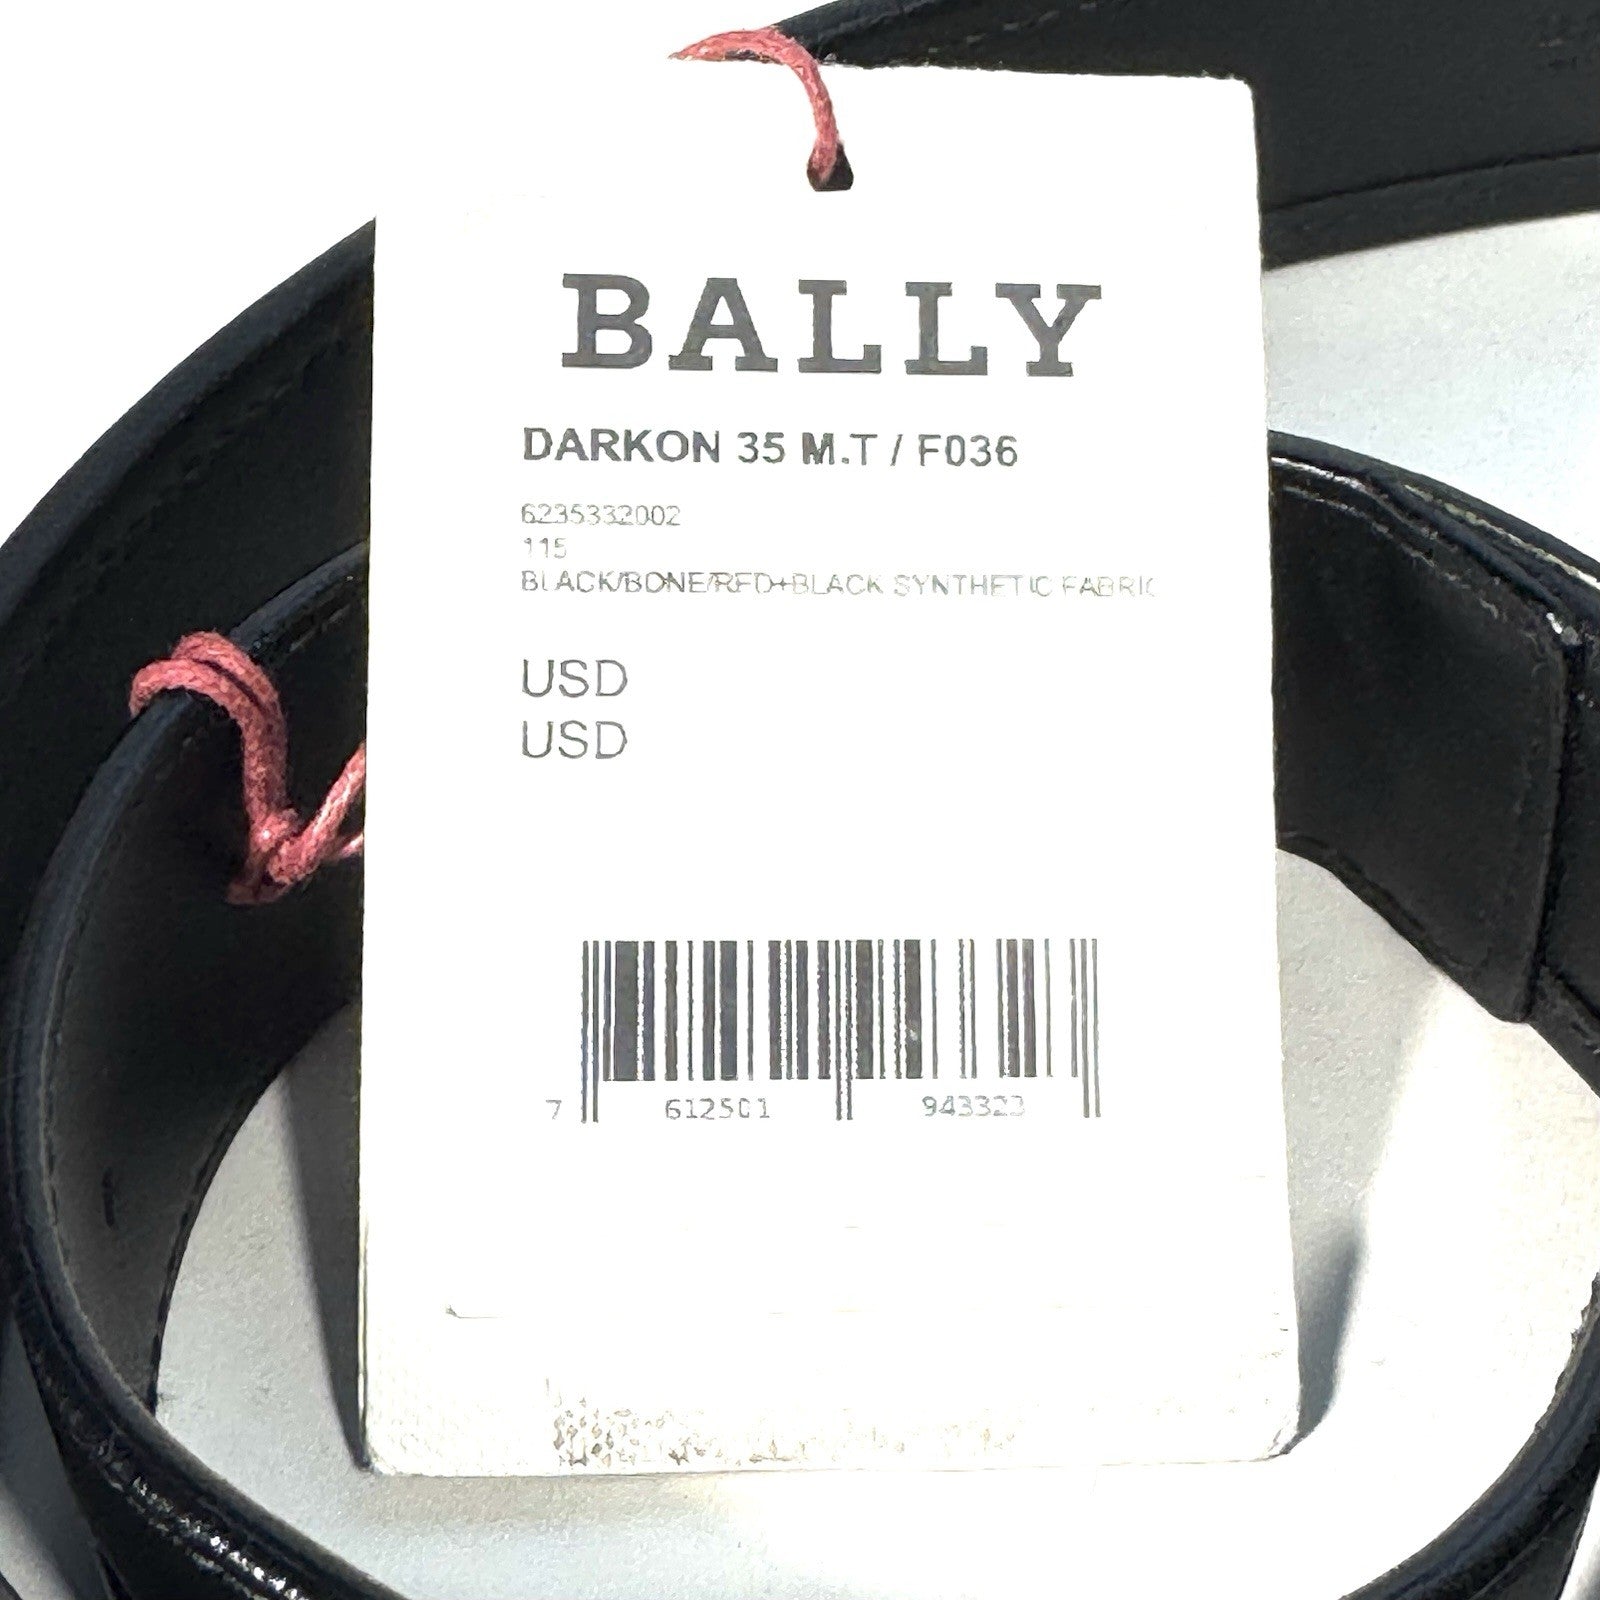 BALLY
DARKON 35 M.T / F036
6235332002
115
BLACK/BONE/RED+BLACK SYNTHETIC FABRIC
USD
USD
7 612501 943323